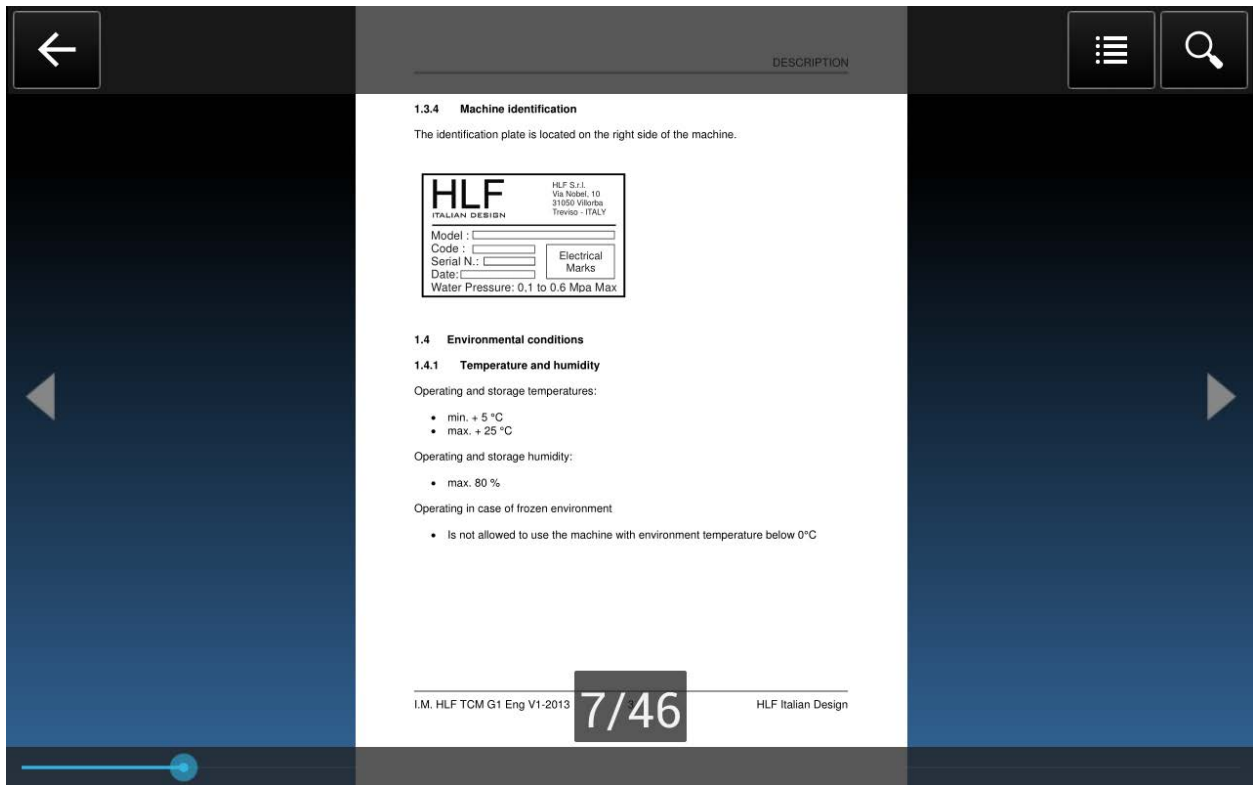 DESCRIPTION
1.3.4 Machine identification
The identification plate is located on the right side of the machine.
HLF
ITALIAN DESIGN
HLF S.r.l.
Via Nobel, 10
31050 Villorba
Treviso - ITALY
Model :
Code :
Serial N.:
Date:
Electrical
Marks
Water Pressure: 0,1 to 0.6 Mpa Max
1.4 Environmental conditions
1.4.1 Temperature and humidity
Operating and storage temperatures:
• min. + 5 °C
• max. + 25 °C
Operating and storage humidity:
• max. 80 %
Operating in case of frozen environment
• Is not allowed to use the machine with environment temperature below 0°C
I.M. HLF TCM G1 Eng V1-2013
7/46
HLF Italian Design